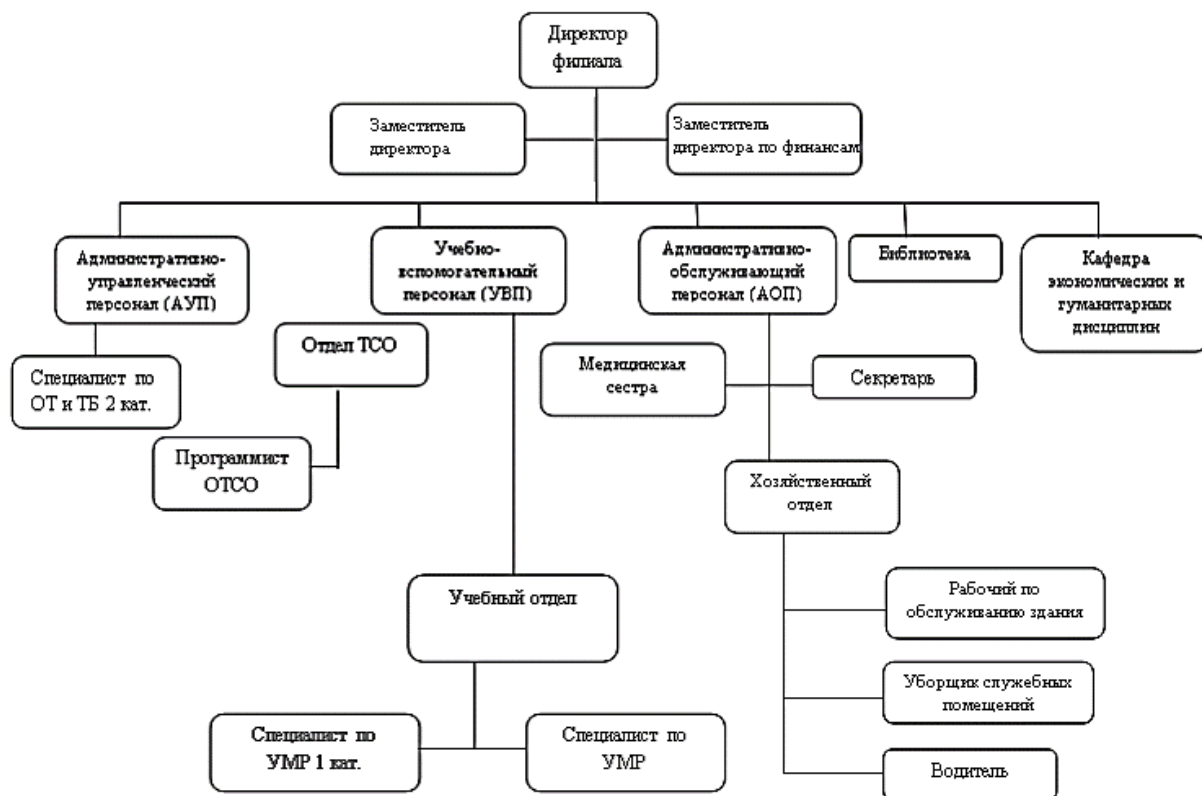 Директор
филиала
Заместитель
директора
Заместитель
директора по финансам
Административно-
управленческий
персонал (АУП)
Учебно-
вспомогательный
персонал (УВП)
Административно-
обслуживающий
персонал (АОП)
Библиотека
Кафедра
экономических и
гуманитарных
дисциплин
Специалист по
ОТ и ТБ 2 кат.
Отдел ТСО
Медицинская
сестра
Секретарь
Программист
ОТСО
Хозяйственный
отдел
Учебный отдел
Рабочий по
обслуживанию здания
Уборщик служебных
помещений
Специалист по
УМР 1 кат.
Специалист по
УМР
Водитель